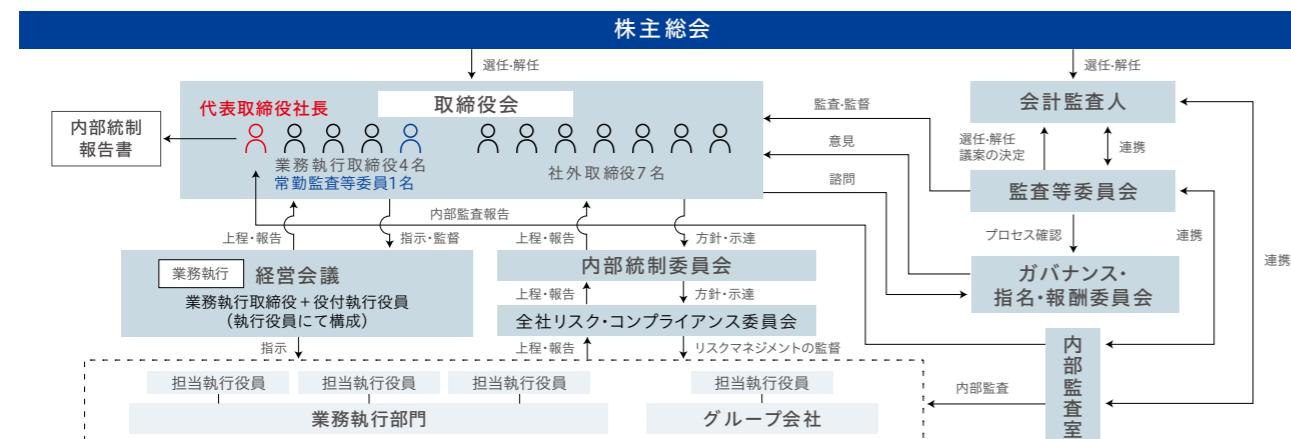 株主総会
選任・解任
選任・解任
代表取締役社長
取締役会
業務執行取締役4名
常勤監査等委員1名
社外取締役7名
内部統制
報告書
監査・監督
意見
諮問
会計監査人
選任・解任
議案の決定
連携
監査等委員会
プロセス確認
連携
連携
ガバナンス・
指名・報酬委員会
内部監査報告
上程・報告
指示・監督
上程・報告
方針・示達
業務執行
経営会議
業務執行取締役＋役付執行役員
（執行役員にて構成）
内部統制委員会
上程・報告
方針・示達
全社リスク・コンプライアンス委員会
指示
上程・報告
リスクマネジメントの監督
内部監査室
内部監査
担当執行役員
担当執行役員
担当執行役員
担当執行役員
業務執行部門
グループ会社